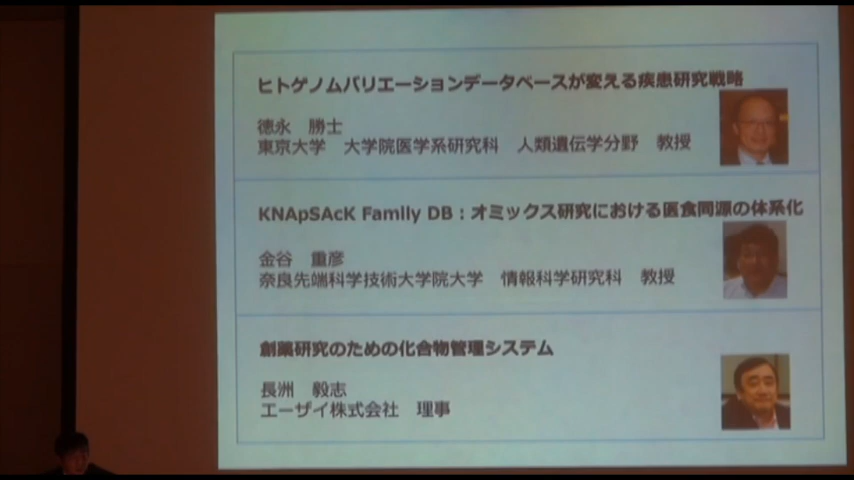 ヒトゲノムバリエーションデータベースが変える疾患研究戦略
徳永 勝士
東京大学 大学院医学系研究科 人類遺伝学分野 教授
KNApSAcK Family DB：オミックス研究における医食同源の体系化
金谷 重彦
奈良先端科学技術大学院大学 情報科学研究科 教授
創薬研究のための化合物管理システム
長洲 毅志
エーザイ株式会社 理事